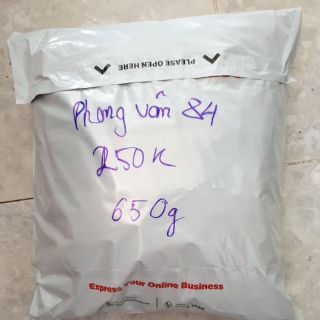 PLEASE OPEN HERE
Phong vân 84
250K
650g
Express Your Online Business